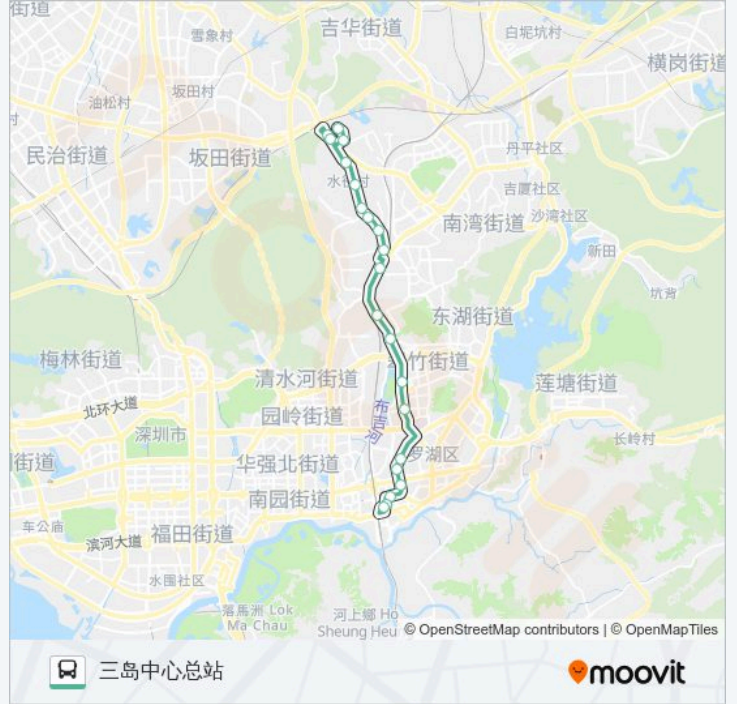 街道
吉华街道
雪象村
白坭坑村
横岗街道
坂田村
油松村
村
民治街道
坂田街道
丹平社区
吉厦社区
南湾街道
沙湾社区
新田
坑背
东湖街道
竹街道
梅林街道
清水河街道
莲塘街道
北环大道
园岭街道
布吉河
深圳市
长岭村
街道
华强北街道
罗湖区
南园街道
车公庙
滨河大道
福田街道
水围社区
落馬洲 Lok
Ma Chau
河上鄉 Ho
Sheung Heu
© OpenStreetMap contributors | © OpenMapTiles
三岛中心总站
moovit